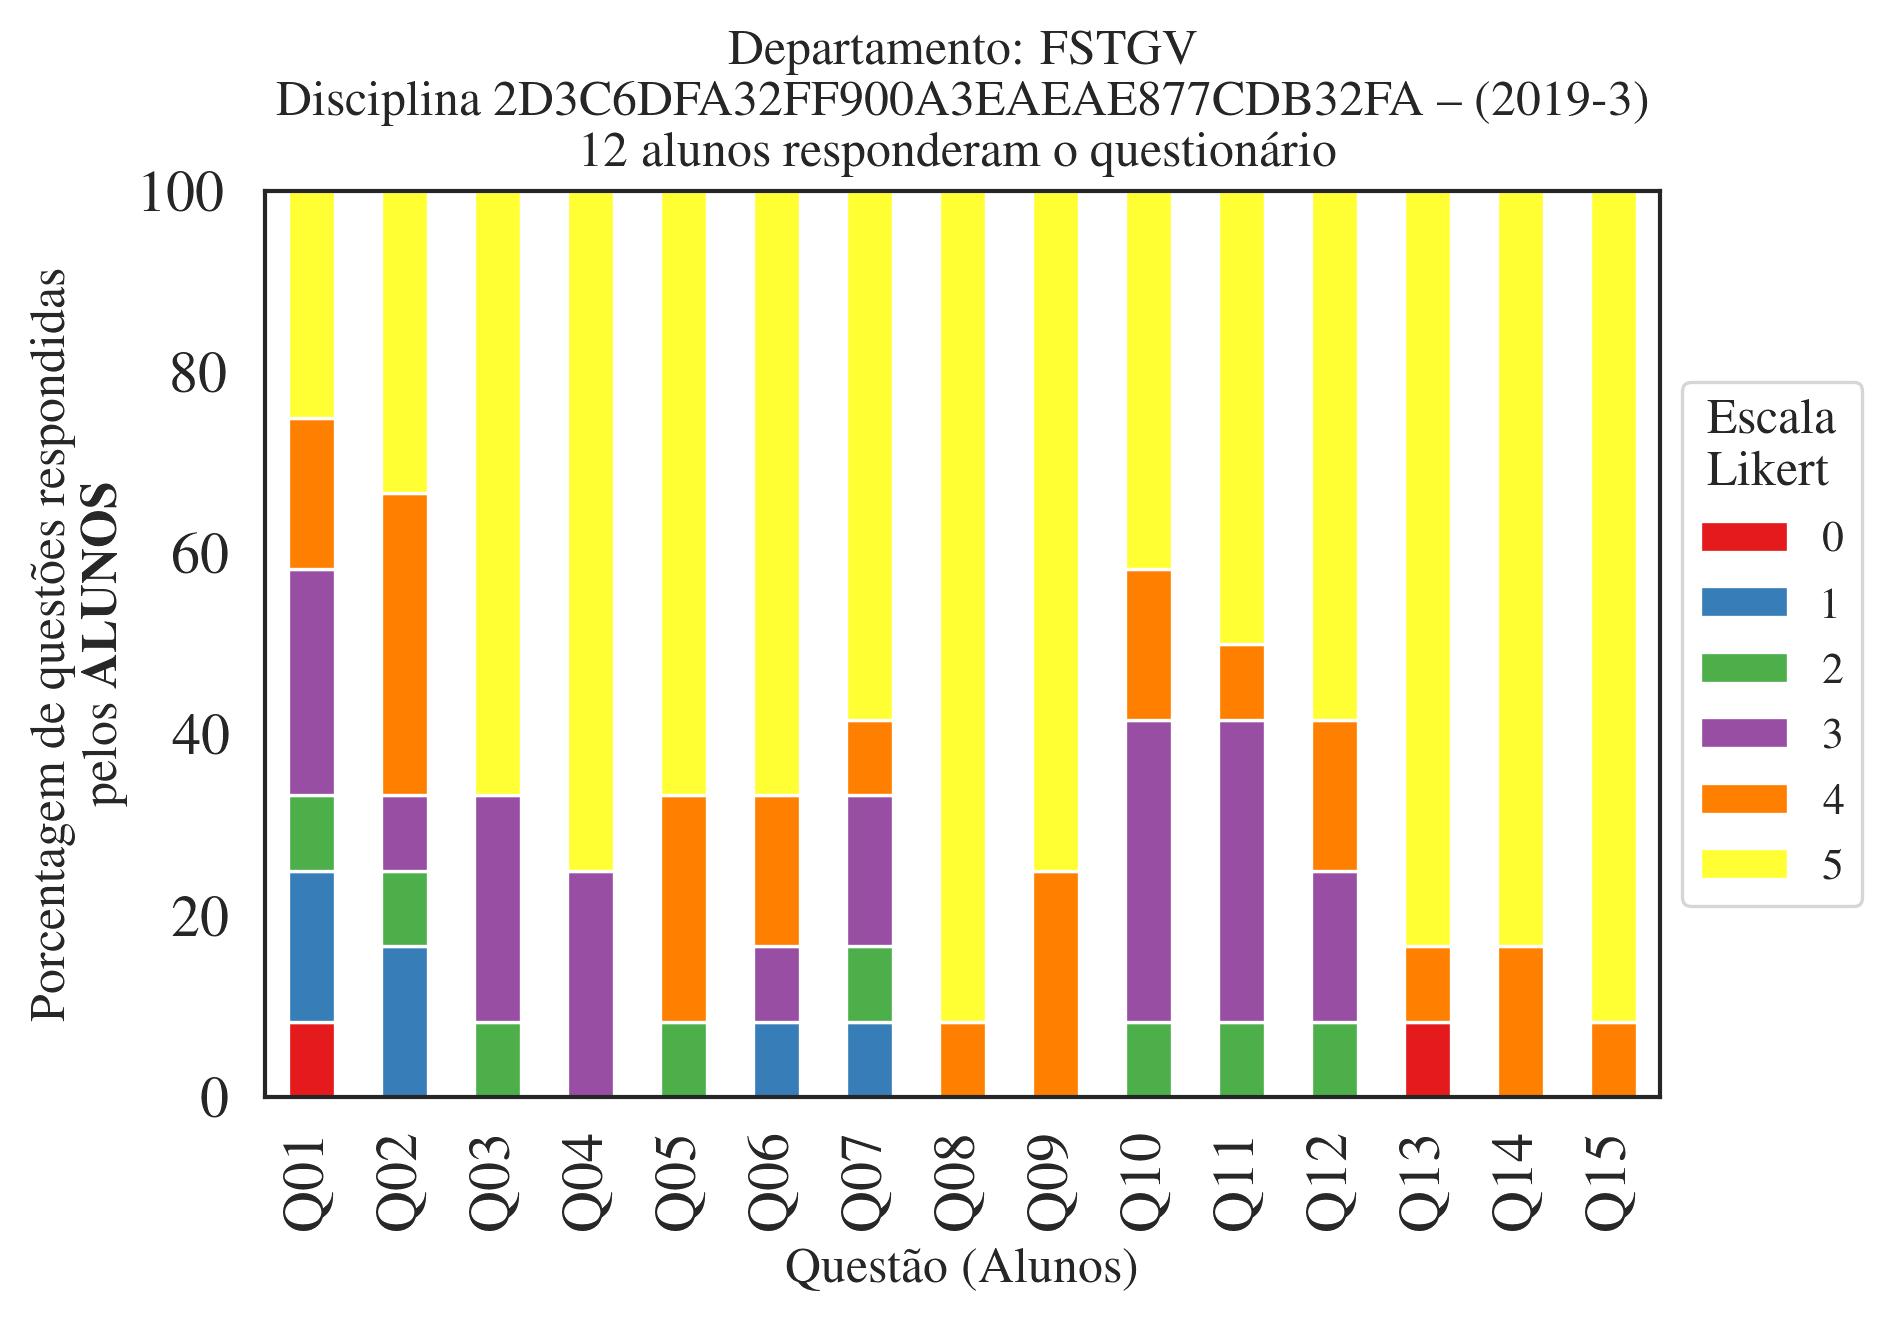 Departamento: FSTGV
Disciplina 2D3C6DFA32FF900A3EAEAE877CDB32FA – (2019-3)
12 alunos responderam o questionário
Porcentagem de questões respondidas
pelos ALUNOS
100
80
60
40
20
0
Q01
Q02
Q03
Q04
Q05
Q06
Q07
Q08
Q09
Q10
Q11
Q12
Q13
Q14
Q15
Questão (Alunos)
Escala
Likert
0
1
2
3
4
5